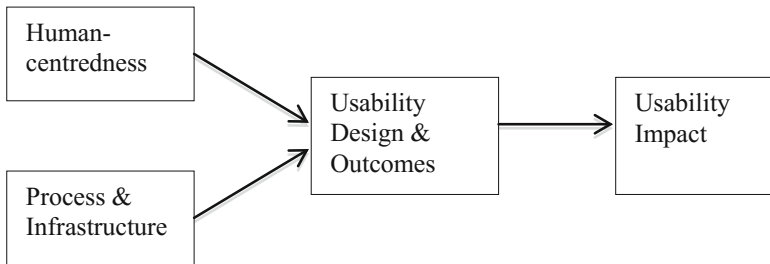 Human-
centredness
Usability
Design &
Outcomes
Usability
Impact
Process &
Infrastructure